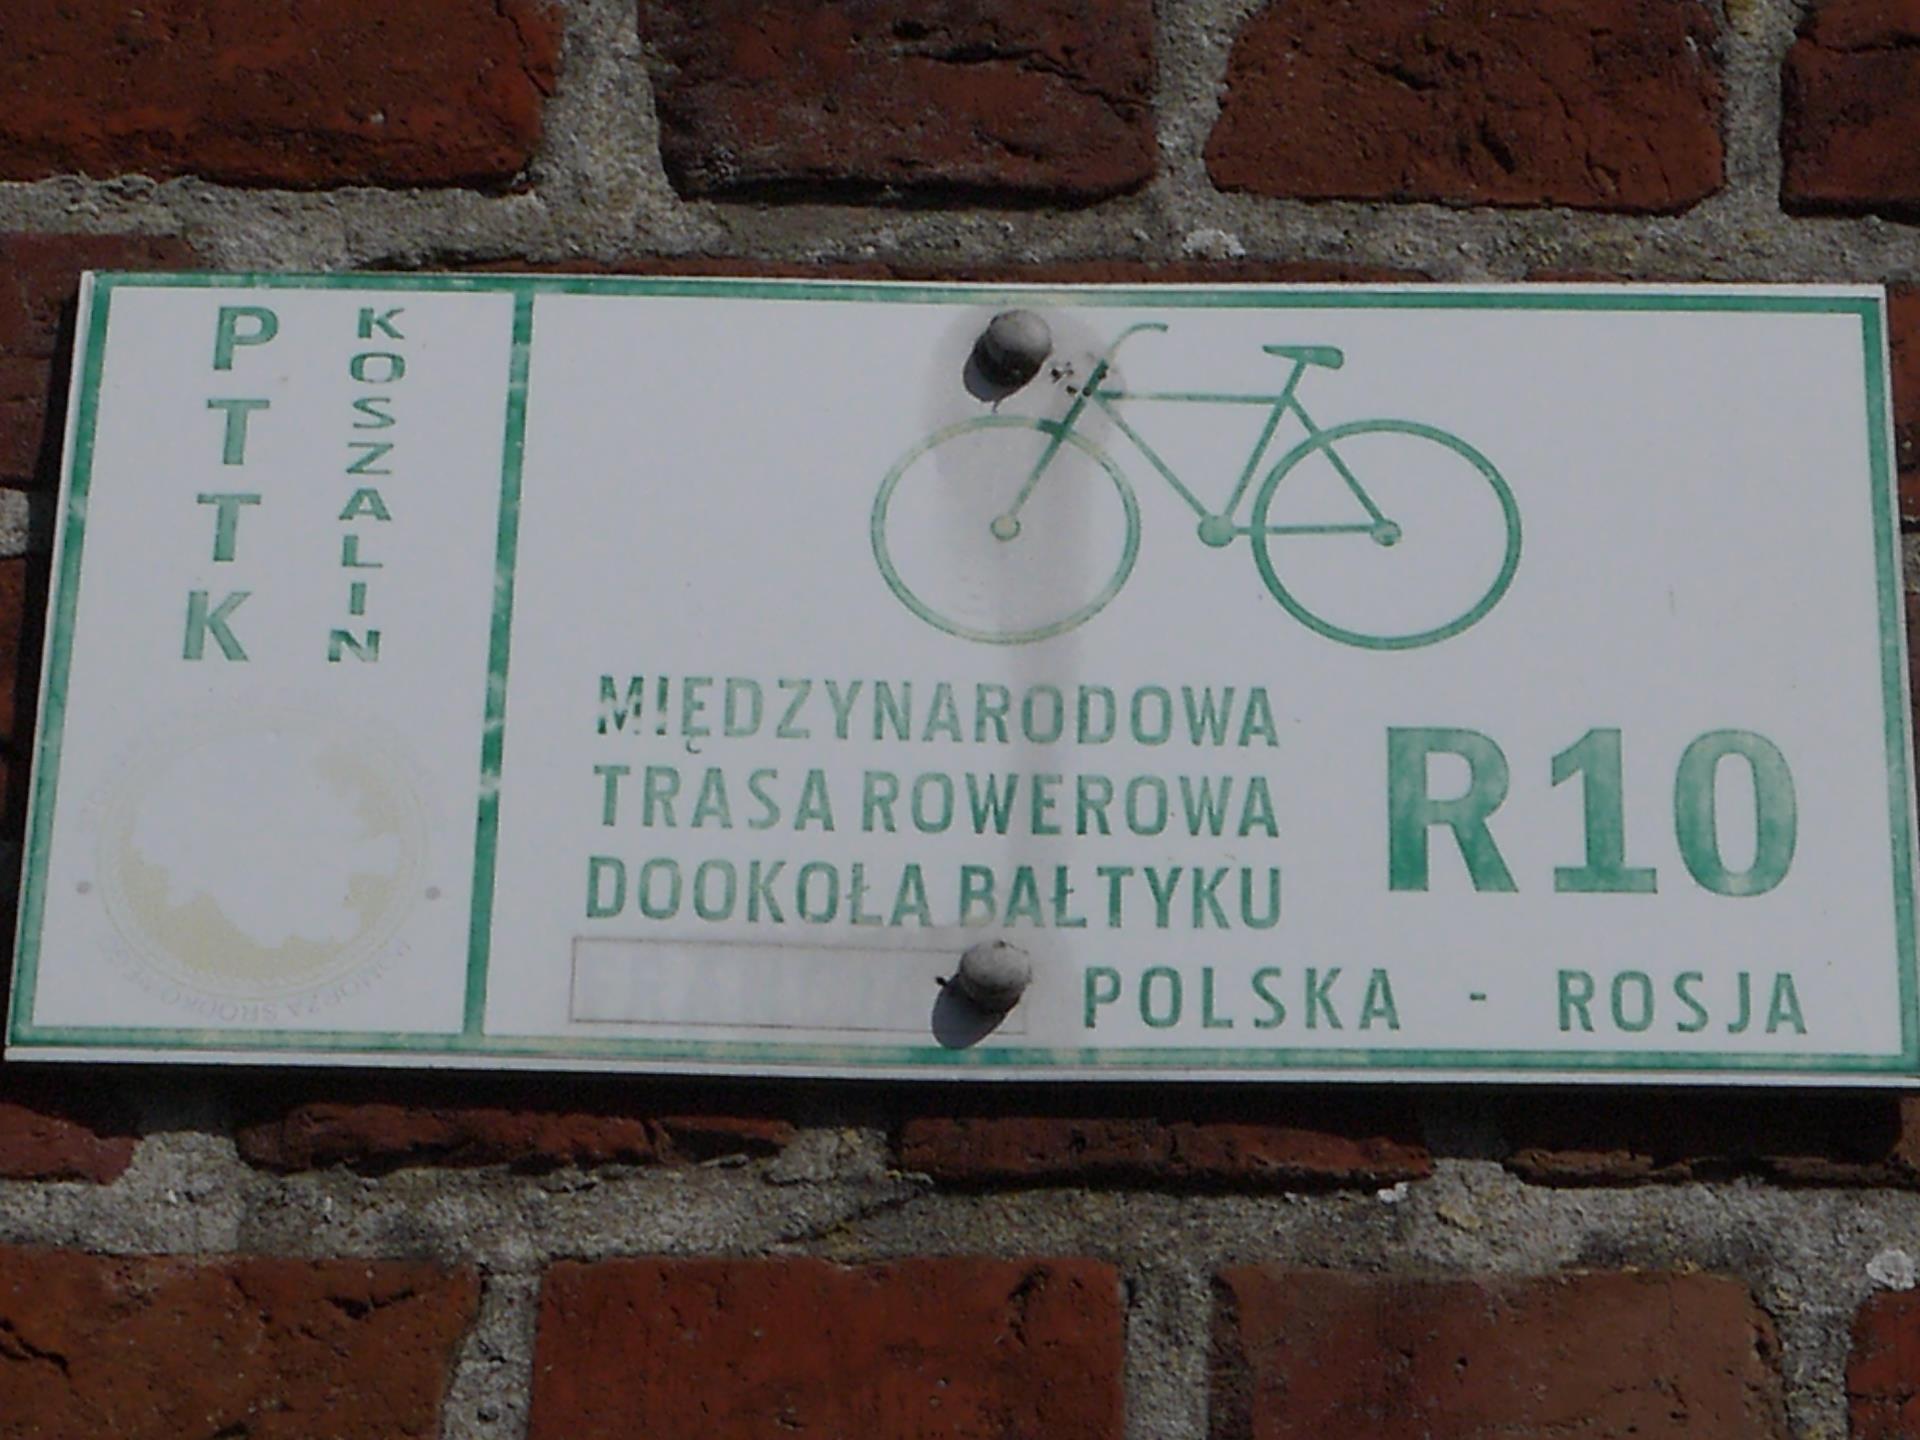 PTTK
KOSZALIN
MIĘDZYNARODOWA
TRASA ROWEROWA
DOOKOŁA BAŁTYKU
R10
POLSKA - ROSJA